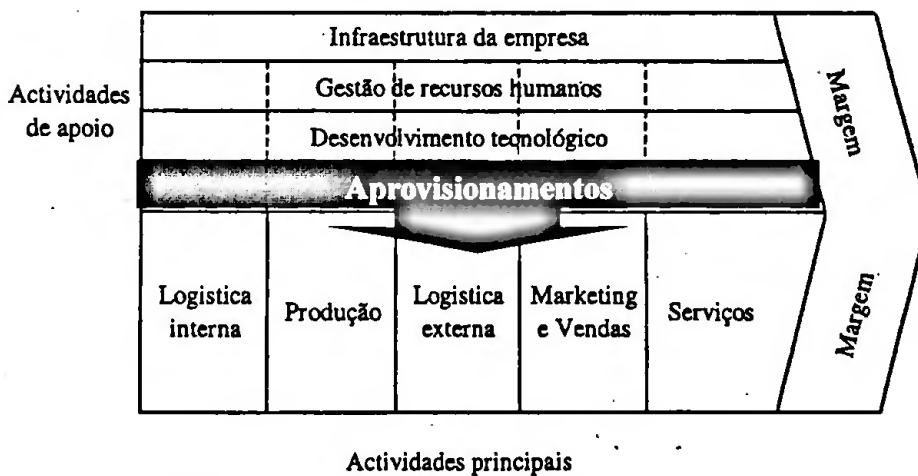 Infraestrutura da empresa
Gestão de recursos humanos
Actividades
de apoio
Desenvolvimento tecnológico
Aprovisionamentos
Margem
Logistica
interna
Produção
Logistica
externa
Marketing
e Vendas
Serviços
Margem
Actividades principais